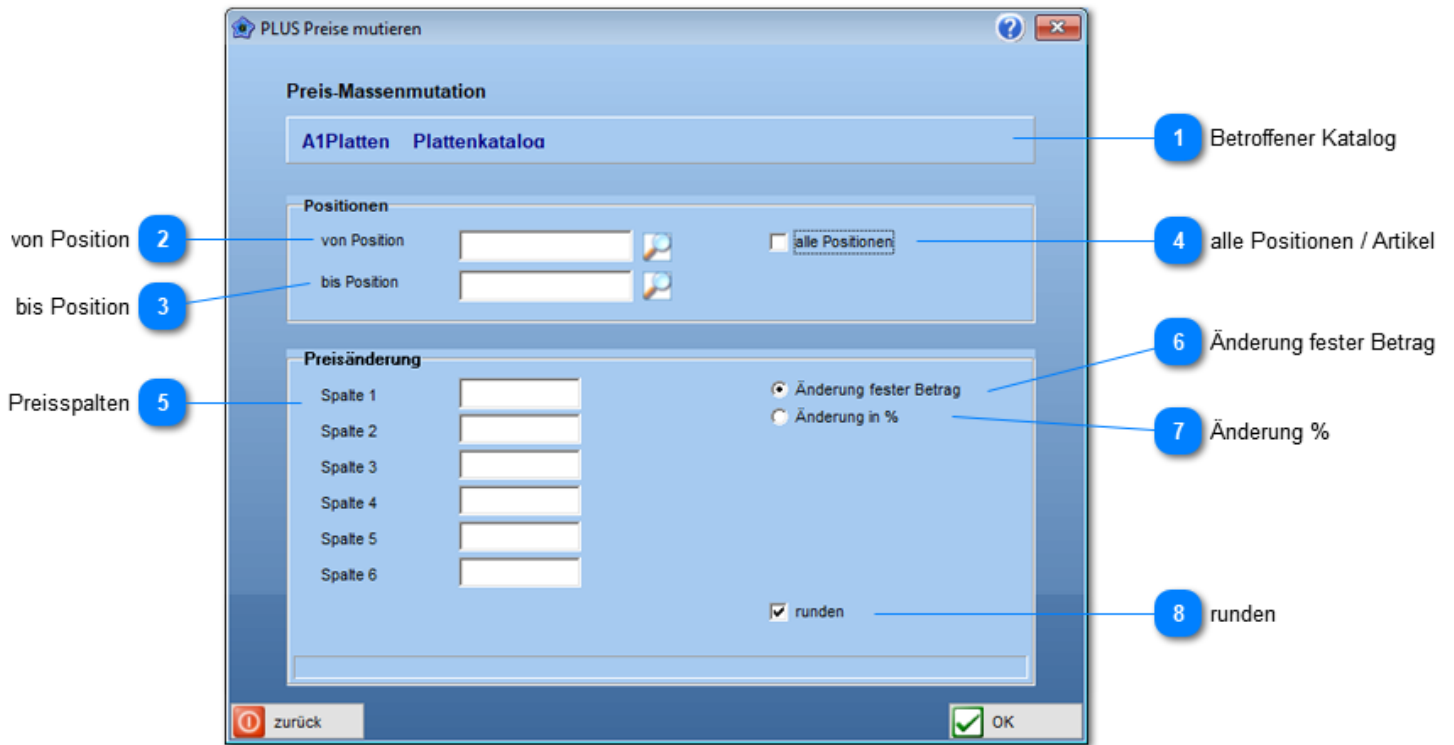 PLUS Preise mutieren
?
Preis-Massenmutation
A1Platten Plattenkatalog
1 Betroffener Katalog
Positionen
von Position 2
von Position
alle Positionen
4 alle Positionen / Artikel
bis Position 3
bis Position
Preisänderung
6 Änderung fester Betrag
Preisspalten 5
Spalte 1
Änderung fester Betrag
Änderung in %
7 Änderung %
Spalte 2
Spalte 3
Spalte 4
Spalte 5
Spalte 6
runden
8 runden
zurück
OK